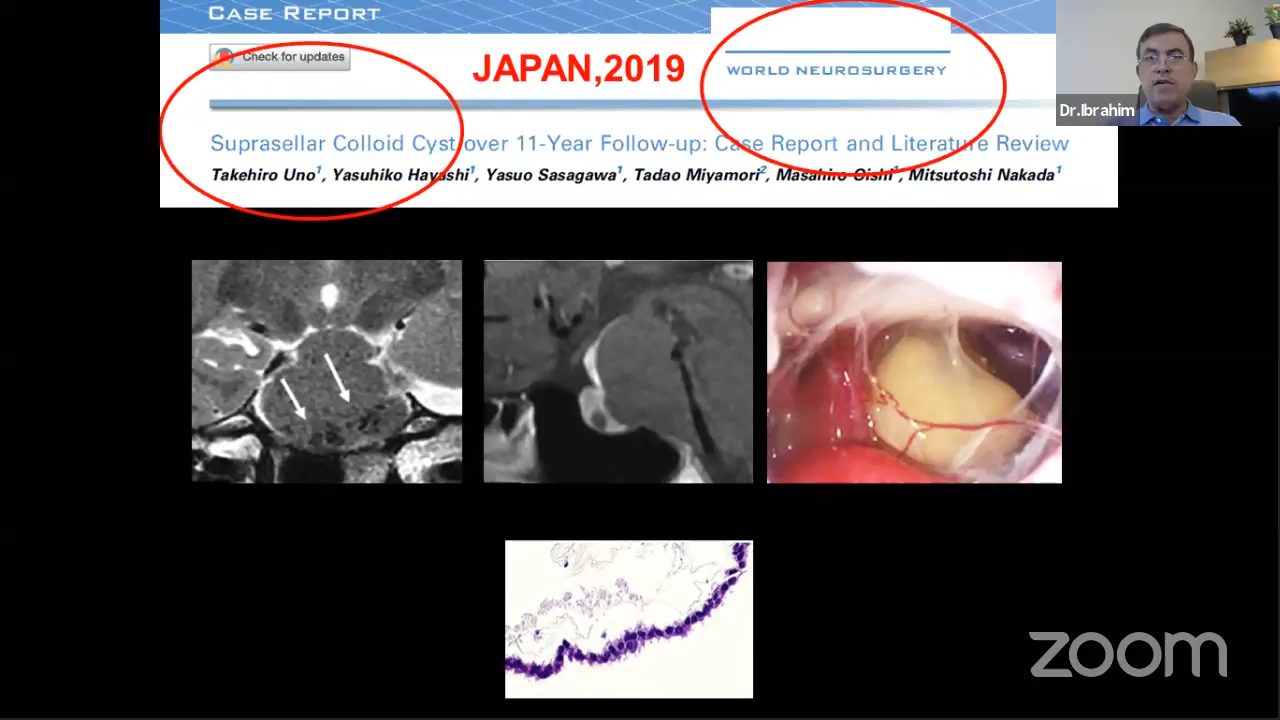 CASE REPORT
Check for updates
JAPAN,2019
WORLD NEUROSURGERY
Dr.Ibrahim
Suprasellar Colloid Cyst over 11-Year Follow-up: Case Report and Literature Review
Takehiro Uno1, Yasuhiko Hayashi1, Yasuo Sasagawa1, Tadao Miyamori2, Masahiro Oishi1, Mitsutoshi Nakada1
zoom